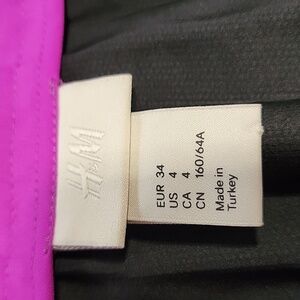 H&M
EUR 34
US 4
CA 4
CN 160/64A
Made in
Turkey